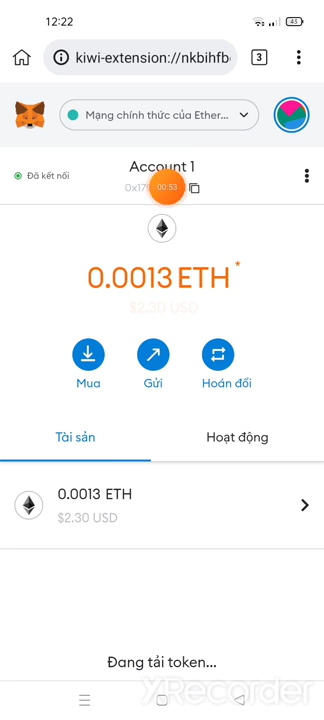 12:22
43
kiwi-extension://nkbihfb
3
Mạng chính thức của Ether...
Đã kết nối
Account 1
00:53
0.0013 ETH *
$2.30 USD
Mua
Gửi
Hoán đổi
Tài sản
Hoạt động
0.0013 ETH
$2.30 USD
Đang tải token...
XRecorder